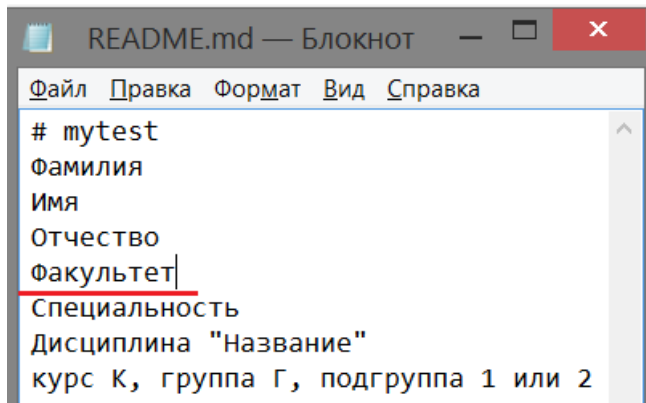 README.md — Блокнот
Файл Правка Формат Вид Справка
# mytest
Фамилия
Имя
Отчество
Факультет
Специальность
Дисциплина "Название"
курс К, группа Г, подгруппа 1 или 2